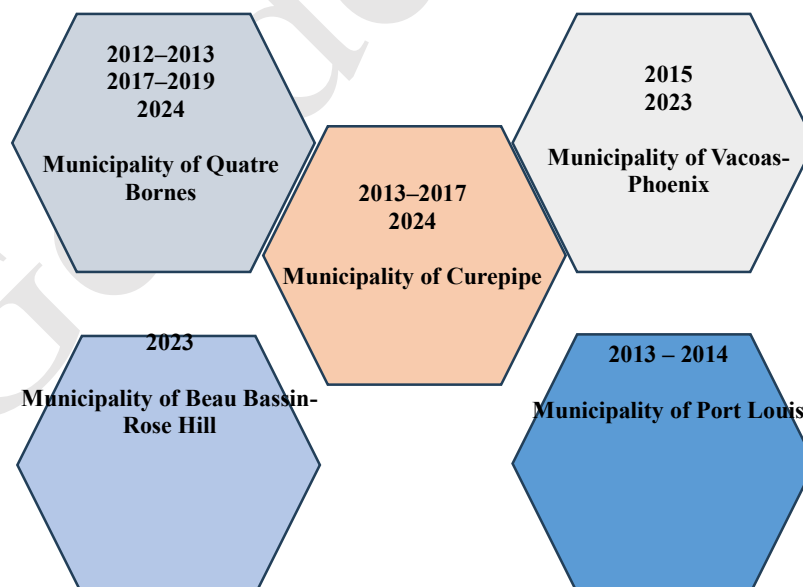 2012–2013
2017–2019
2024
Municipality of Quatre
Bornes
2015
2023
Municipality of Vacoas-
Phoenix
2013–2017
2024
Municipality of Curepipe
2023
Municipality of Beau Bassin-
Rose Hill
2013 – 2014
Municipality of Port Louis